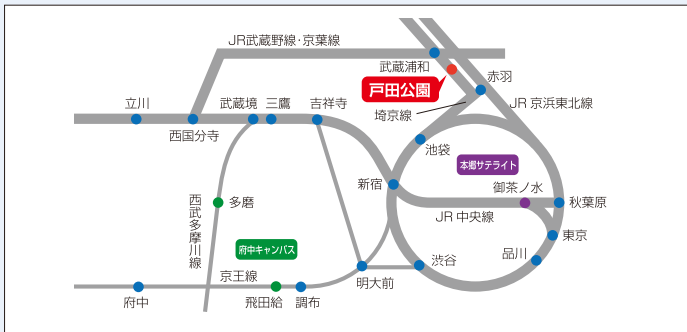 JR武蔵野線・京葉線
武蔵浦和
戸田公園
赤羽
埼京線
JR 京浜東北線
立川
西国分寺
武蔵境
三鷹
吉祥寺
池袋
本郷サテライト
新宿
御茶ノ水
秋葉原
JR 中央線
西武多摩川線
多磨
府中キャンパス
東京
品川
渋谷
京王線
明大前
府中
飛田給
調布